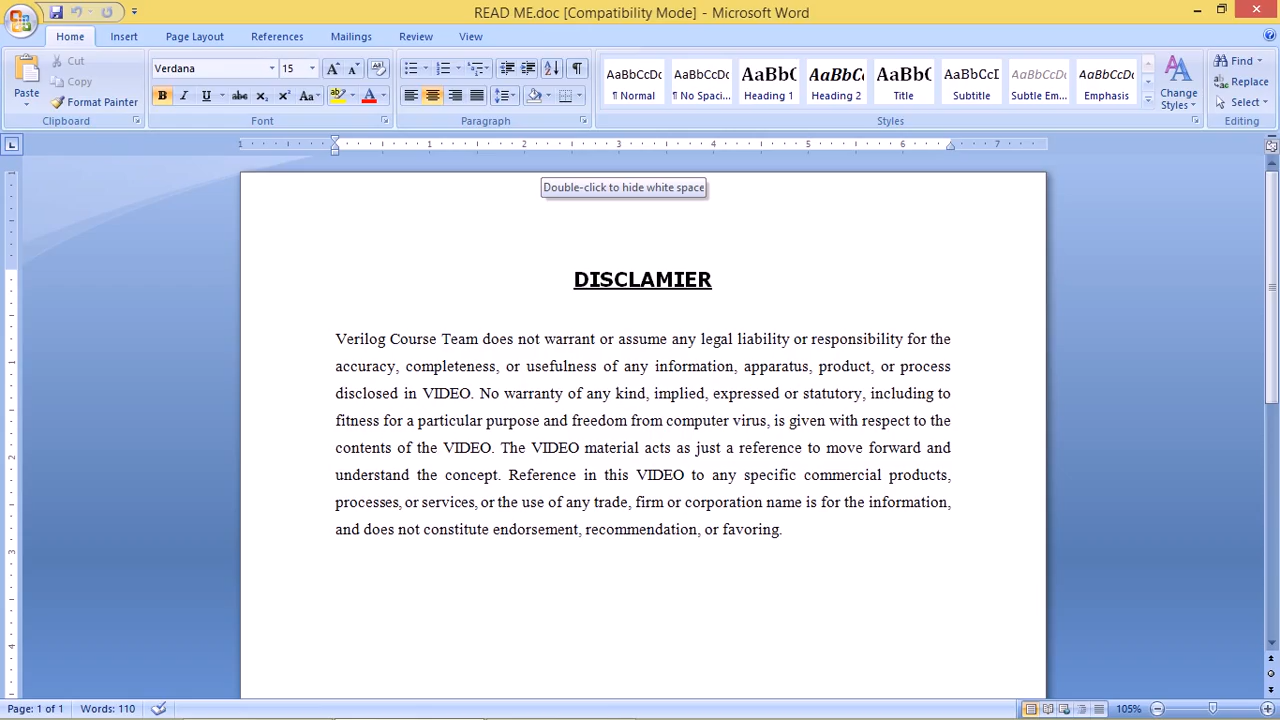 READ ME.doc [Compatibility Mode] - Microsoft Word
Home Insert Page Layout References Mailings Review View
Paste
Cut
Copy
Format Painter
Clipboard
Verdana 15
Font
Paragraph
AaBbCcDc AaBbCcDc AaBbC AaBbCc AaBbC AaBbCcI AaBbCcDc AaBbCcDc
¶ Normal ¶ No Spaci... Heading 1 Heading 2 Title Subtitle Subtle Em... Emphasis
Change Styles
Styles
Find
Replace
Select
Editing
Double-click to hide white space
DISCLAMIER
Verilog Course Team does not warrant or assume any legal liability or responsibility for the
accuracy, completeness, or usefulness of any information, apparatus, product, or process
disclosed in VIDEO. No warranty of any kind, implied, expressed or statutory, including to
fitness for a particular purpose and freedom from computer virus, is given with respect to the
contents of the VIDEO. The VIDEO material acts as just a reference to move forward and
understand the concept. Reference in this VIDEO to any specific commercial products,
processes, or services, or the use of any trade, firm or corporation name is for the information,
and does not constitute endorsement, recommendation, or favoring.
Page: 1 of 1 Words: 110 105%